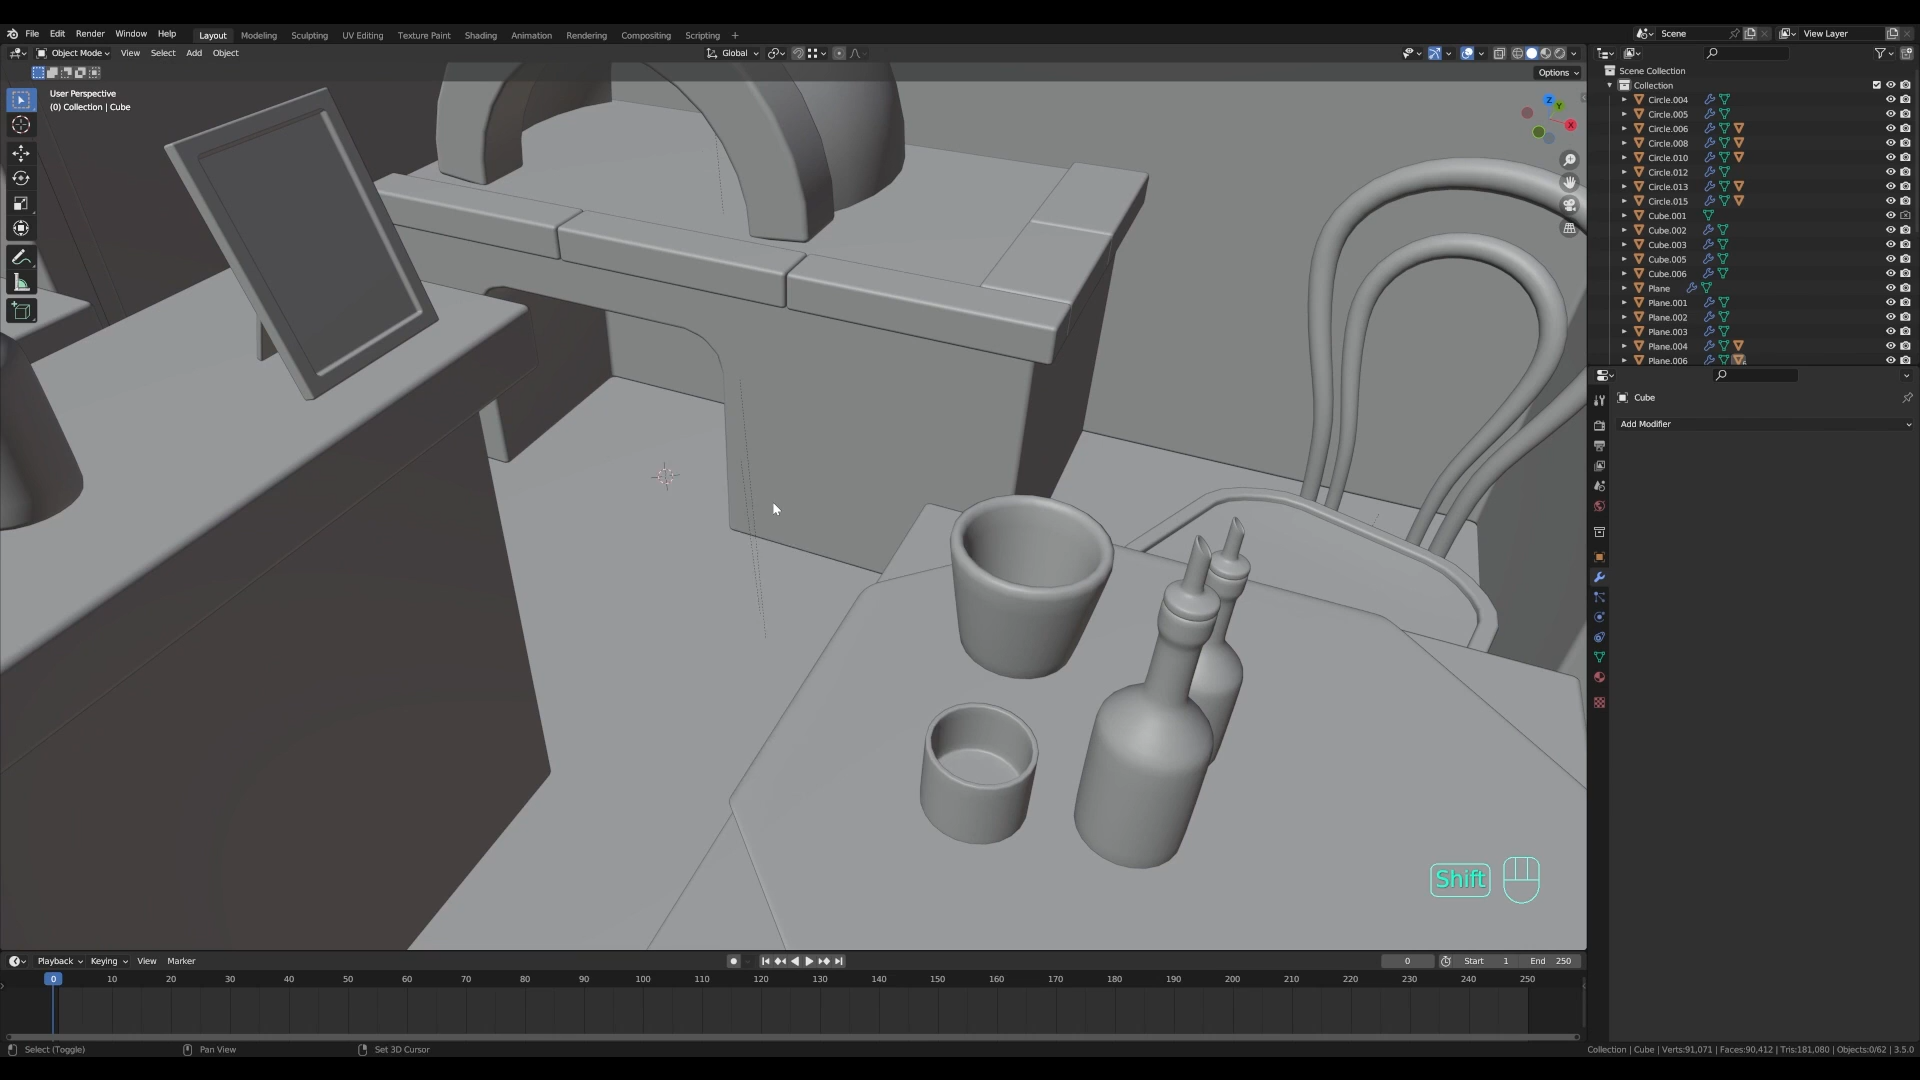 File Edit Render Window Help Layout Modeling Sculpting UV Editing Texture Paint Shading Animation Rendering Compositing Scripting + Scene View Layer
Object Mode View Select Add Object Global
Options
User Perspective
(0) Collection | Cube
Z
Y
X
Scene Collection
Collection
Circle.004
Circle.005
Circle.006
Circle.008
Circle.010
Circle.012
Circle.013
Circle.015
Cube.001
Cube.002
Cube.003
Cube.005
Cube.006
Plane
Plane.001
Plane.002
Plane.003
Plane.004
Plane.006
Cube
Add Modifier
Shift
Playback Keying View Marker 0 Start 1 End 250
0 10 20 30 40 50 60 70 80 90 100 110 120 130 140 150 160 170 180 190 200 210 220 230 240 250
Select (Toggle) Pan View Set 3D Cursor Collection | Cube | Verts:91,071 | Faces:90,412 | Tris:181,080 | Objects:0/62 | 3.5.0